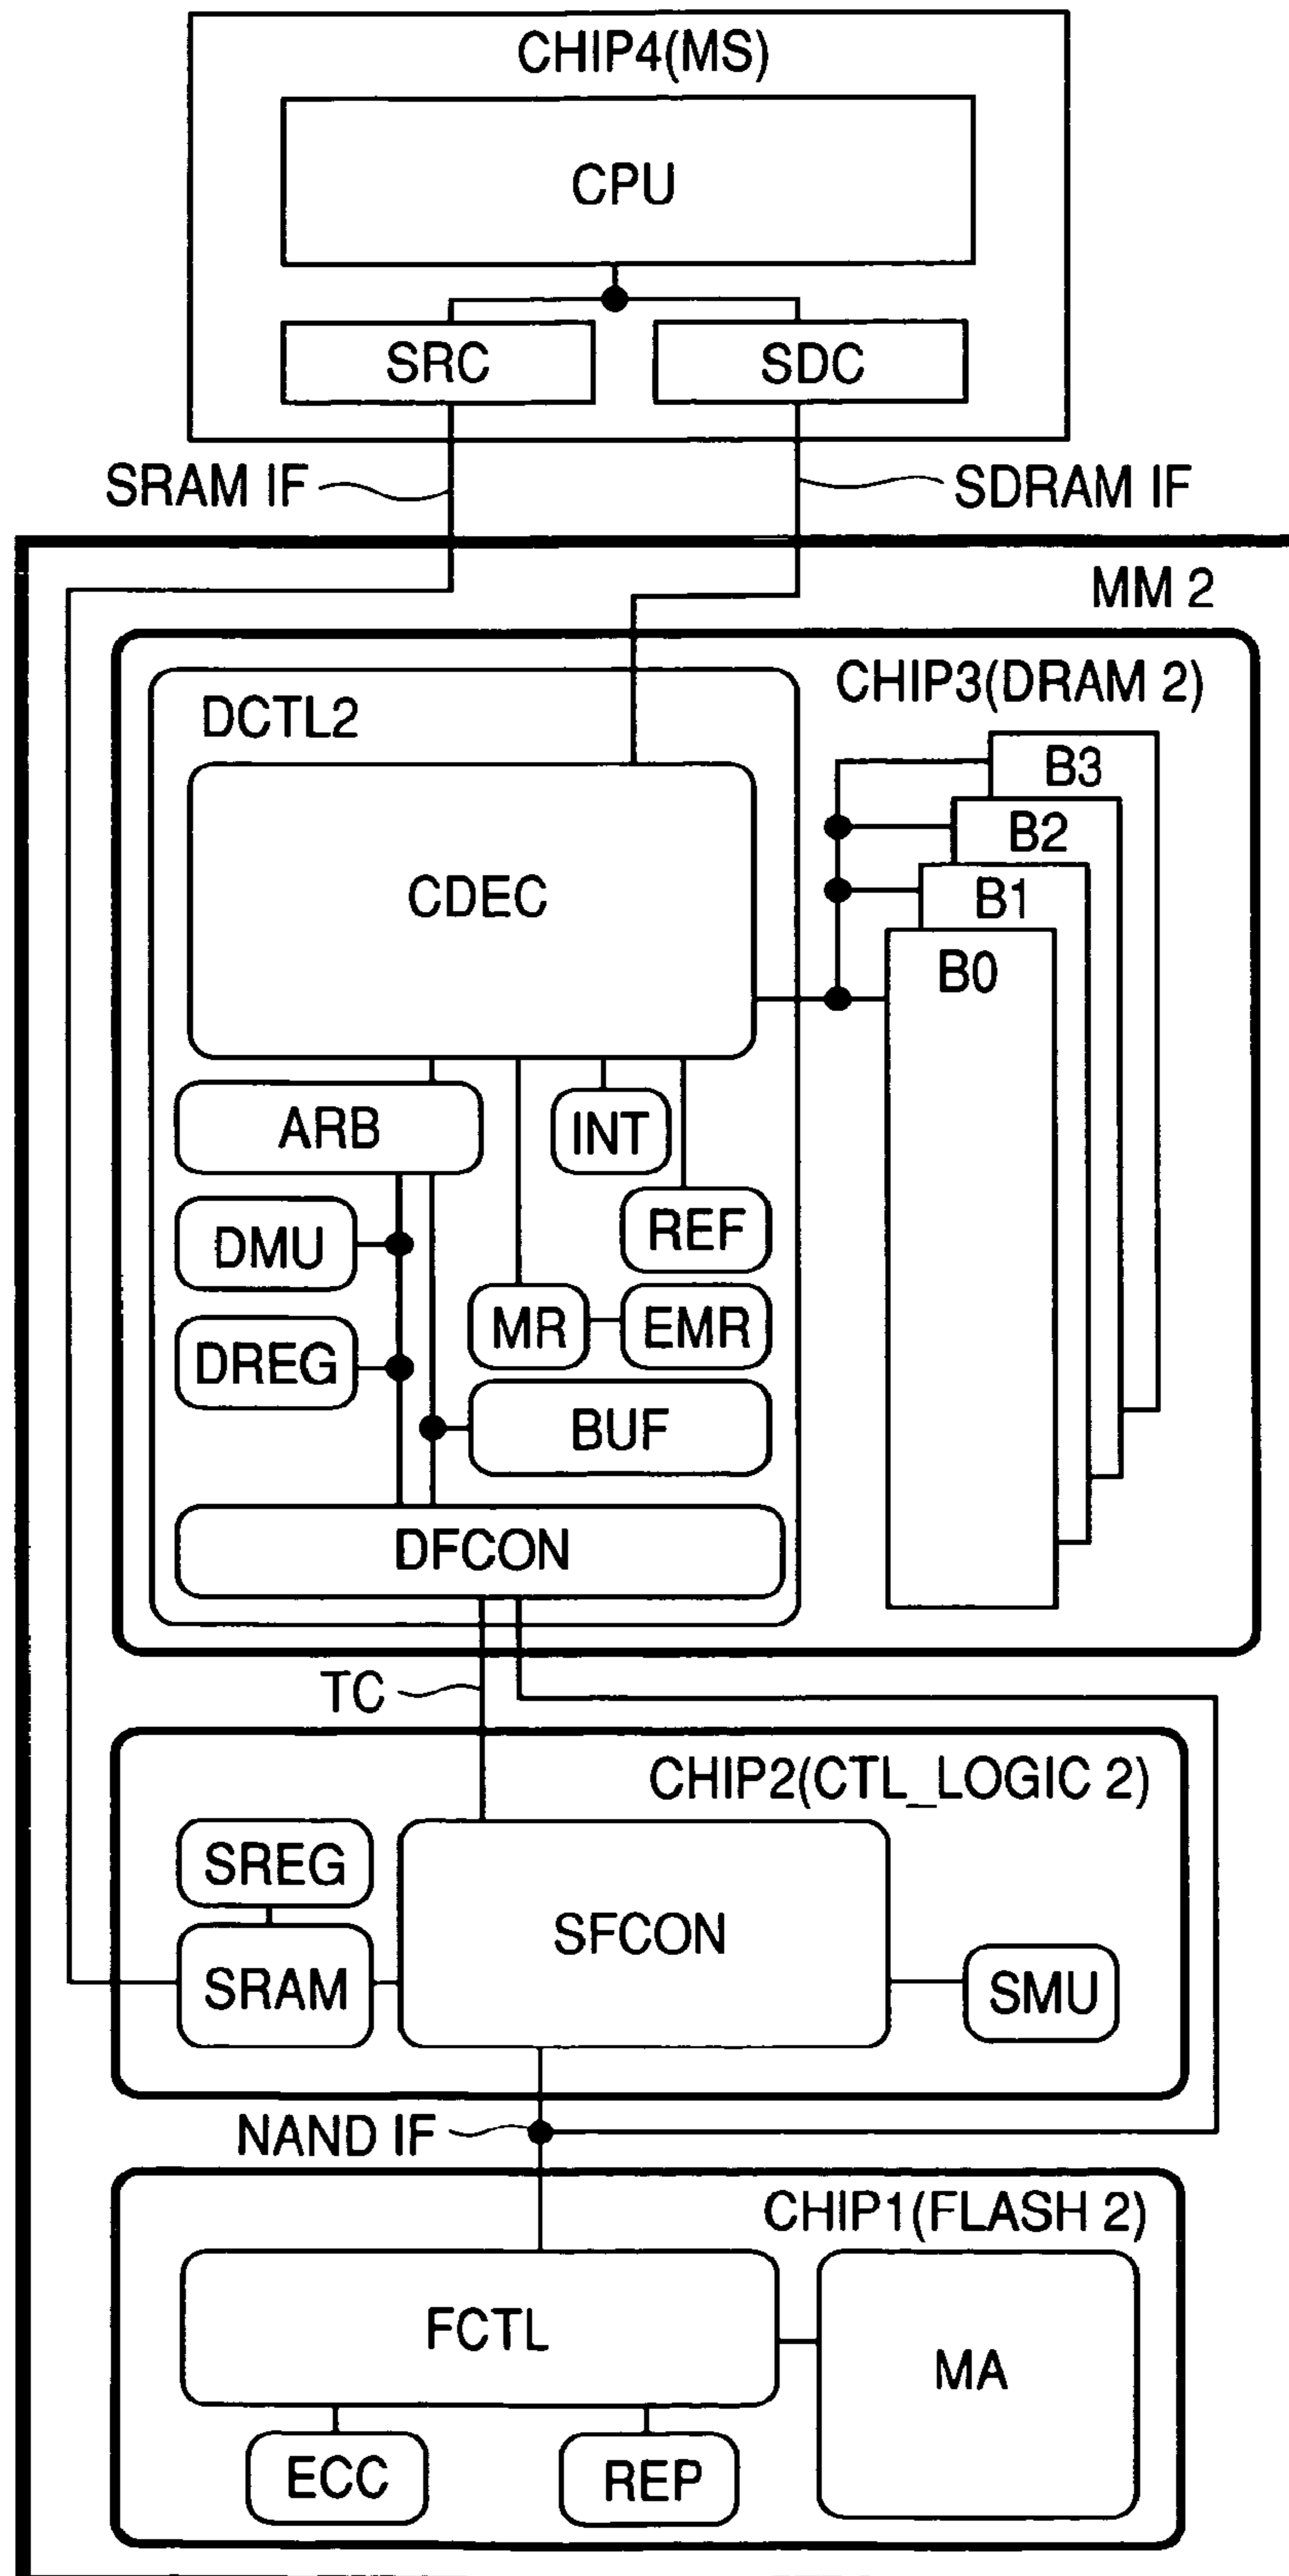 CHIP4(MS)
CPU
SRC
SDC
SRAM IF
SDRAM IF
MM 2
CHIP3(DRAM 2)
DCTL2
B3
B2
B1
B0
CDEC
ARB
INT
DMU
REF
MR
EMR
DREG
BUF
DFCON
TC
CHIP2(CTL_LOGIC 2)
SREG
SFCON
SRAM
SMU
NAND IF
CHIP1(FLASH 2)
FCTL
MA
ECC
REP